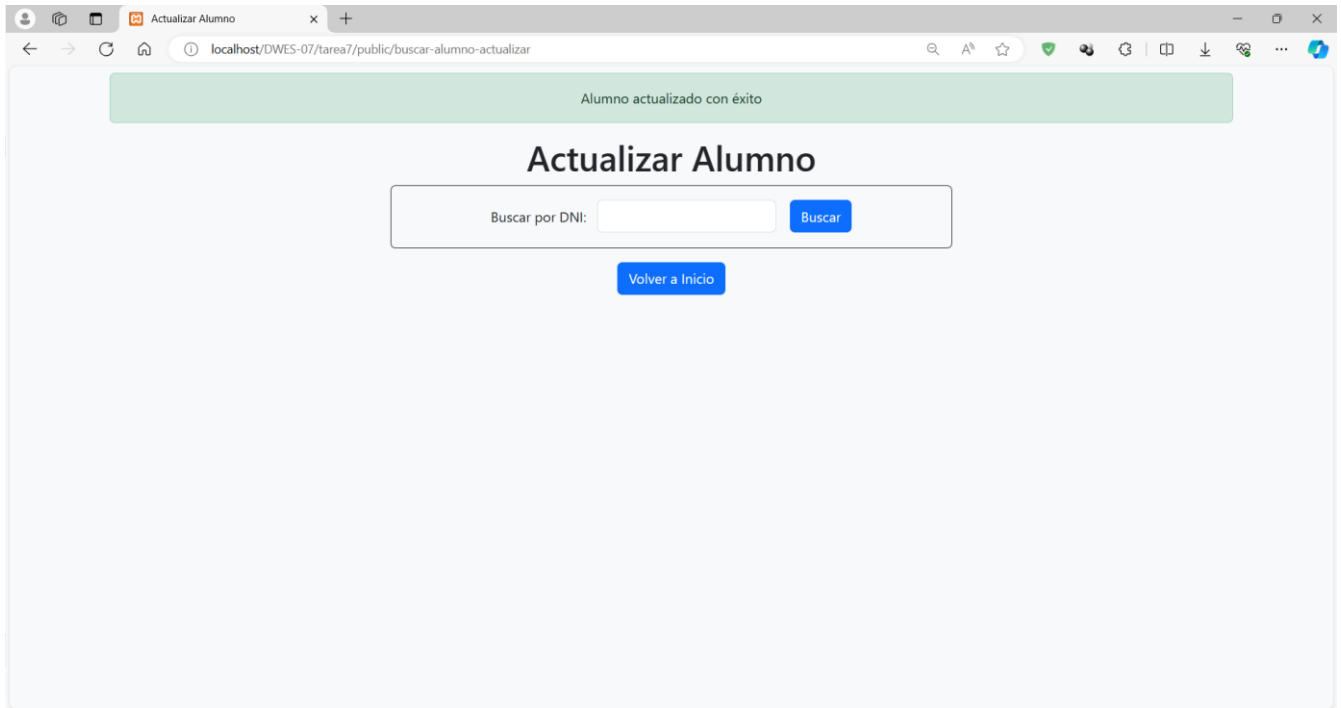 Actualizar Alumno
localhost/DWES-07/tarea7/public/buscar-alumno-actualizar
Alumno actualizado con éxito
Actualizar Alumno
Buscar por DNI:
Buscar
Volver a Inicio